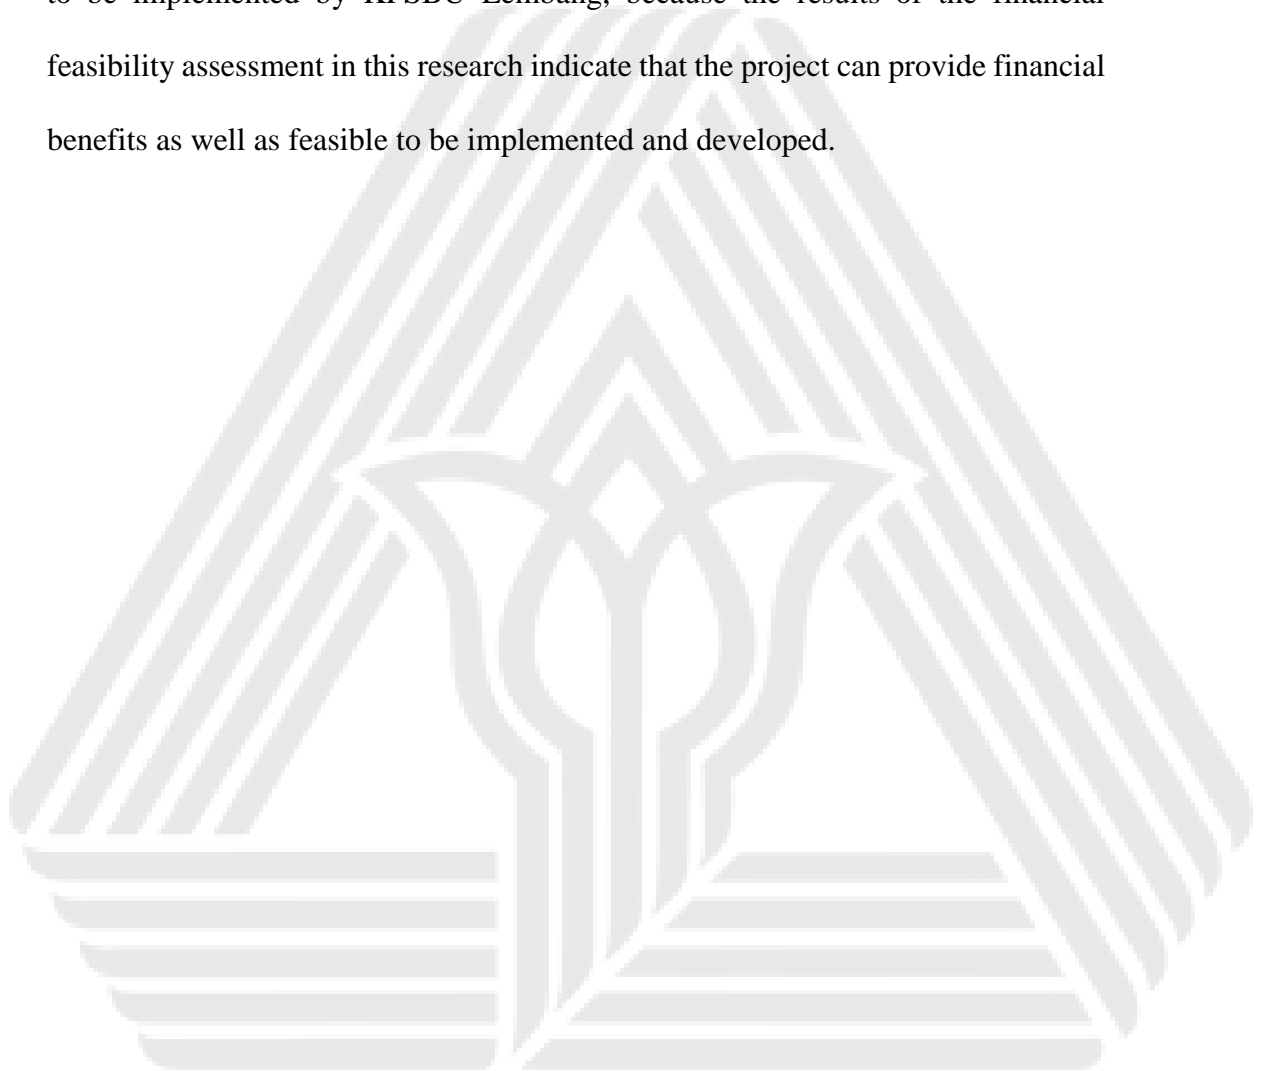 to be implemented by KPSBU Lembang, because the results of the financial
feasibility assessment in this research indicate that the project can provide financial
benefits as well as feasible to be implemented and developed.